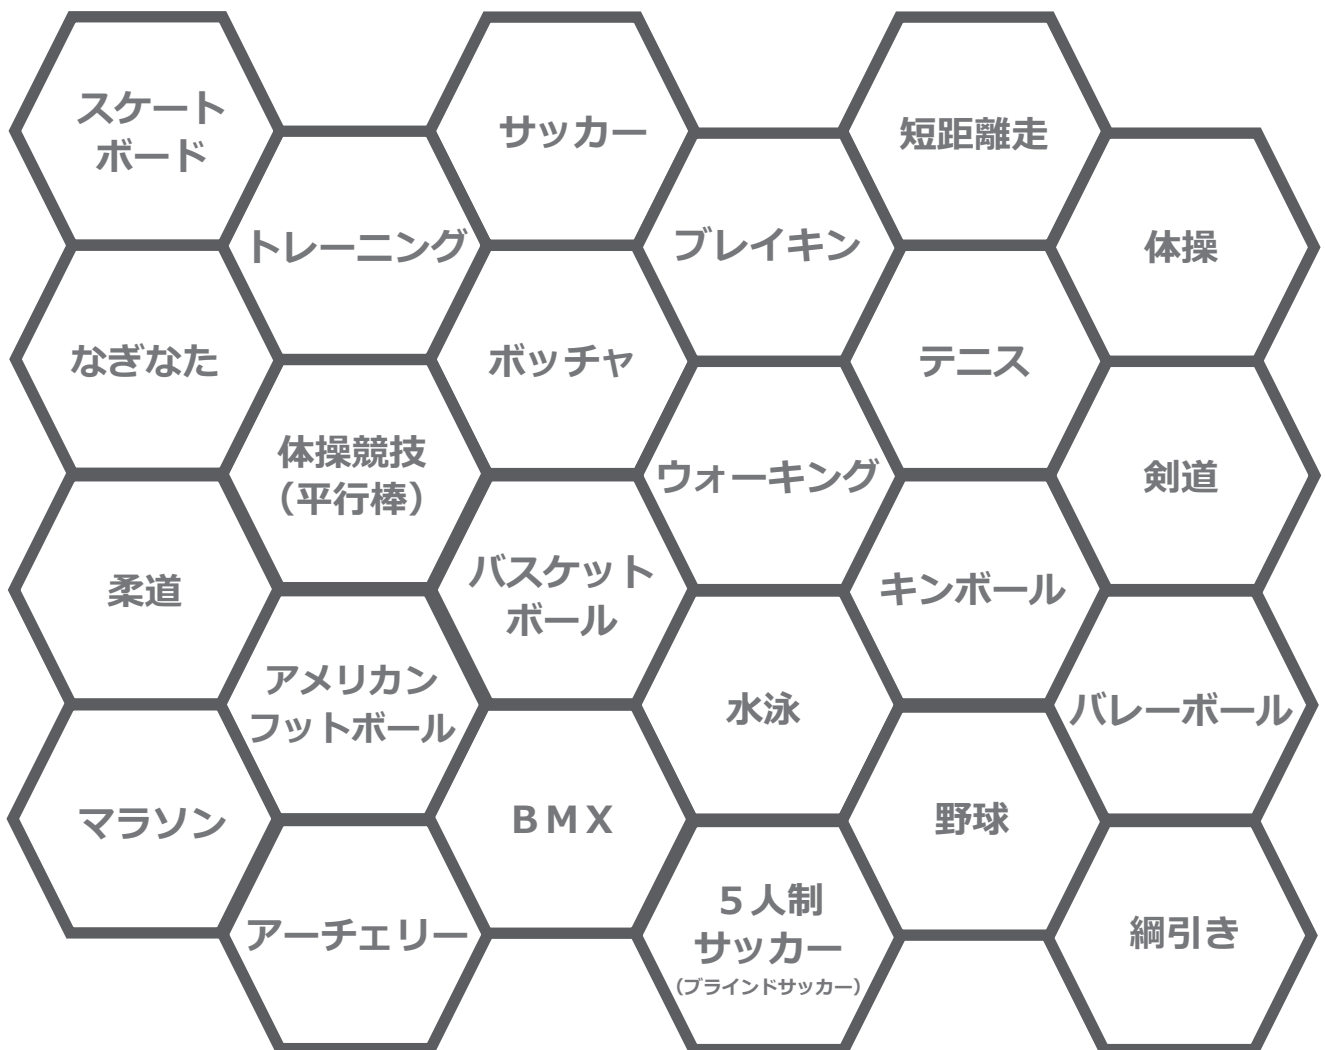 スケート
ボード
サッカー
短距離走
トレーニング
ブレイキン
体操
なぎなた
ボッチャ
テニス
体操競技
（平行棒）
ウォーキング
剣道
柔道
バスケット
ボール
キンボール
アメリカン
フットボール
水泳
バレーボール
マラソン
ＢＭＸ
野球
アーチェリー
５人制
サッカー
（ブラインドサッカー）
綱引き